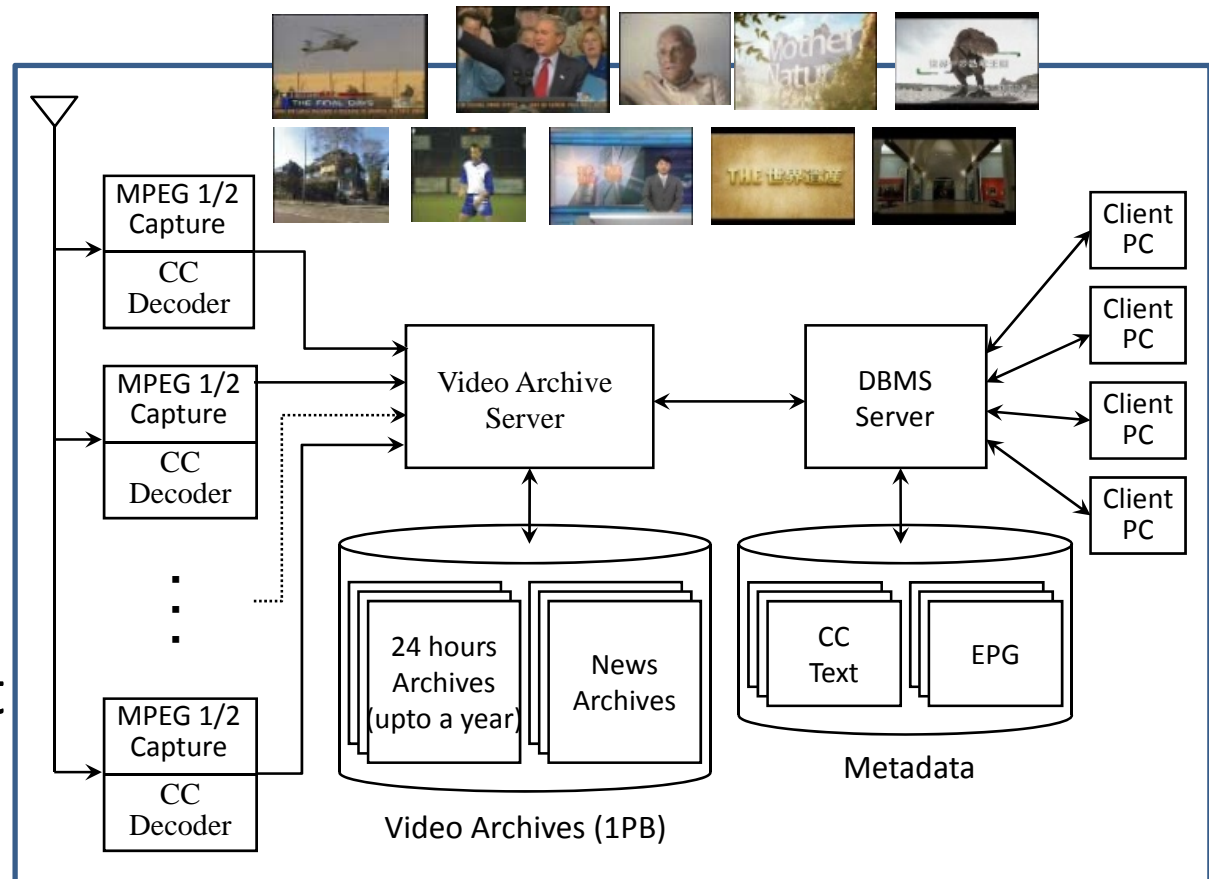 THE FINAL DAYS
Mother
Nature
THE 世界遺産
MPEG 1/2
Capture
CC
Decoder
MPEG 1/2
Capture
CC
Decoder
MPEG 1/2
Capture
CC
Decoder
Video Archive
Server
DBMS
Server
Client
PC
Client
PC
Client
PC
Client
PC
24 hours
Archives
(upto a year)
News
Archives
CC
Text
EPG
Video Archives (1PB)
Metadata